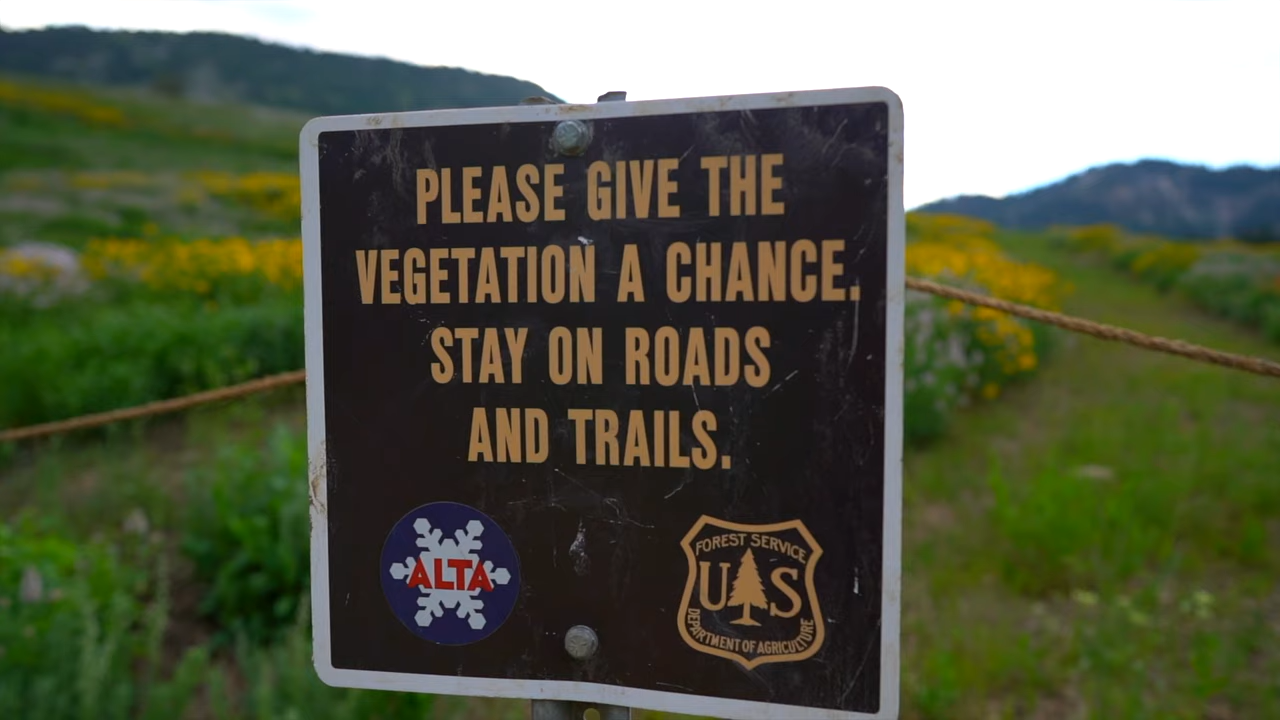 PLEASE GIVE THE
VEGETATION A CHANCE.
STAY ON ROADS
AND TRAILS.
ALTA
FOREST SERVICE
US
DEPARTMENT OF AGRICULTURE